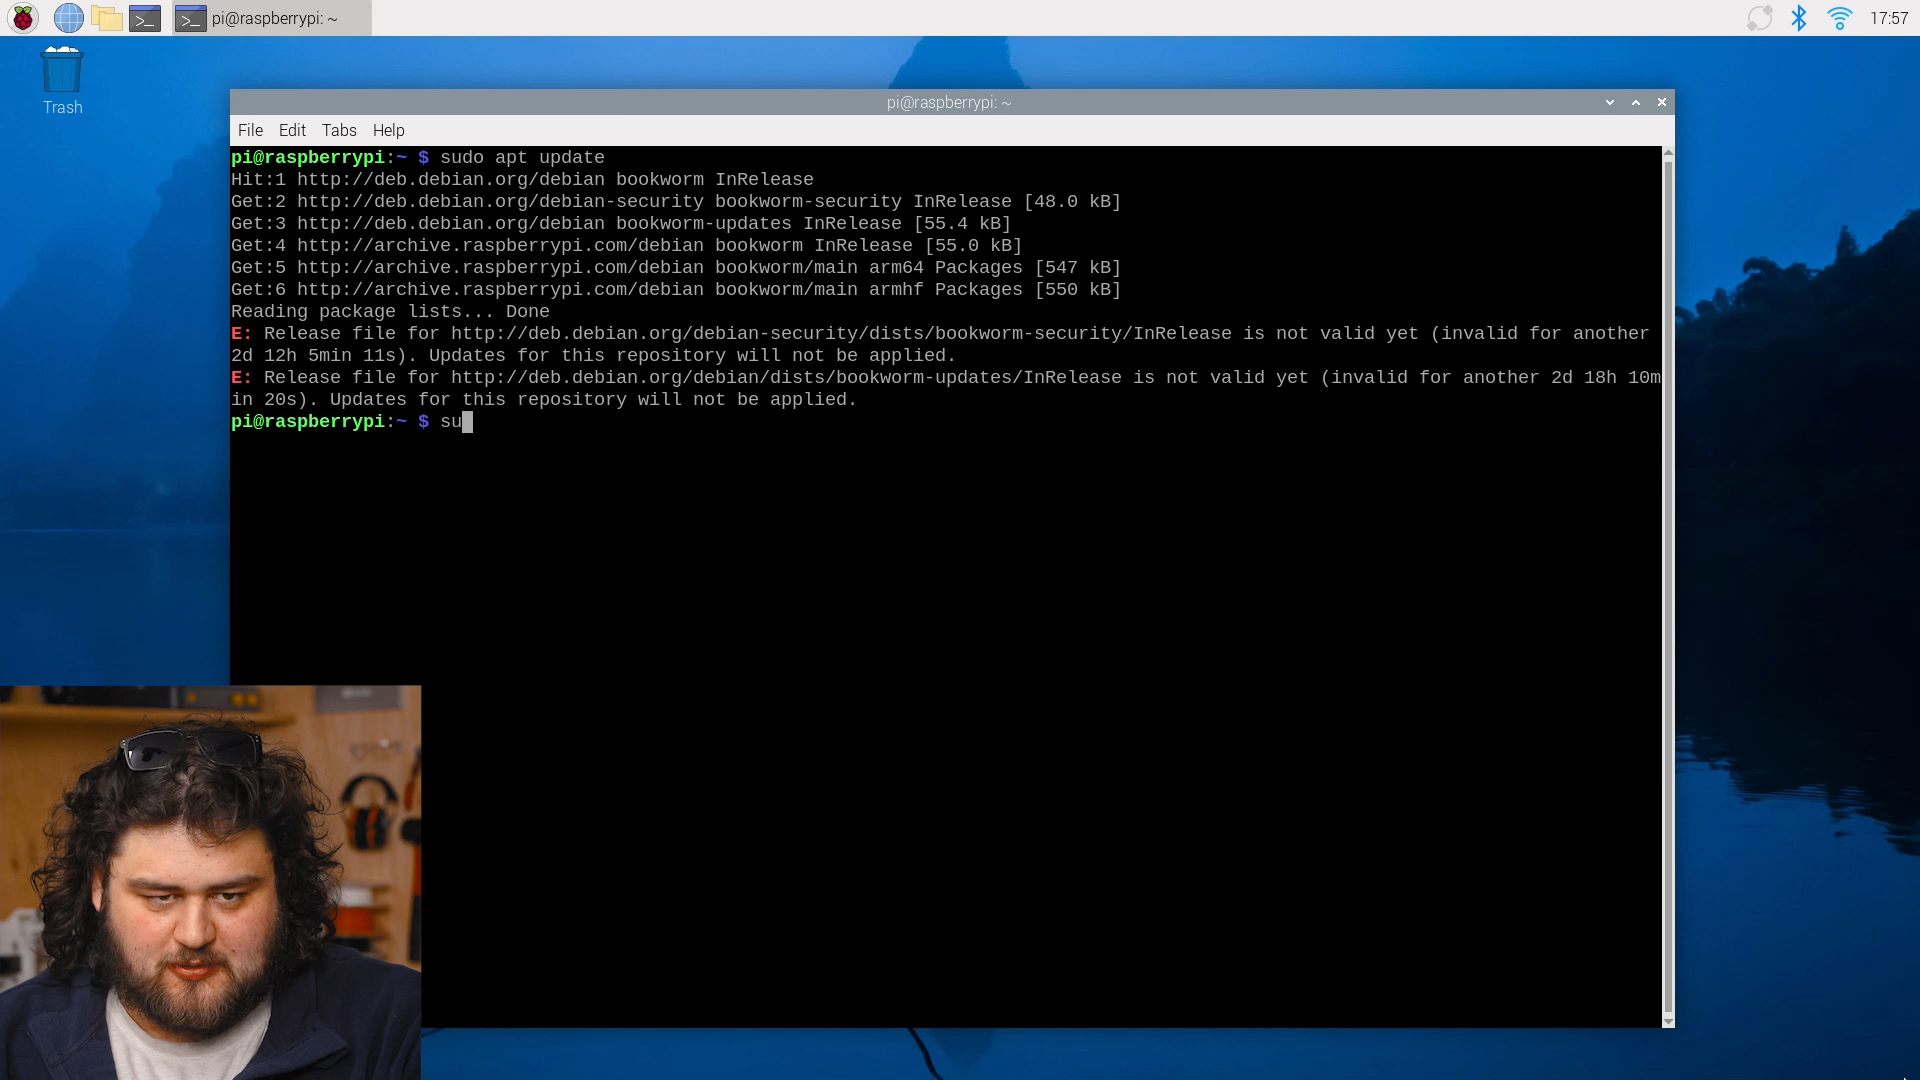 pi@raspberrypi: ~
17:57
Trash
pi@raspberrypi: ~
File Edit Tabs Help
pi@raspberrypi:~ $ sudo apt update
Hit:1 http://deb.debian.org/debian bookworm InRelease
Get:2 http://deb.debian.org/debian-security bookworm-security InRelease [48.0 kB]
Get:3 http://deb.debian.org/debian bookworm-updates InRelease [55.4 kB]
Get:4 http://archive.raspberrypi.com/debian bookworm InRelease [55.0 kB]
Get:5 http://archive.raspberrypi.com/debian bookworm/main arm64 Packages [547 kB]
Get:6 http://archive.raspberrypi.com/debian bookworm/main armhf Packages [550 kB]
Reading package lists... Done
E: Release file for http://deb.debian.org/debian-security/dists/bookworm-security/InRelease is not valid yet (invalid for another
2d 12h 5min 11s). Updates for this repository will not be applied.
E: Release file for http://deb.debian.org/debian/dists/bookworm-updates/InRelease is not valid yet (invalid for another 2d 18h 10m
in 20s). Updates for this repository will not be applied.
pi@raspberrypi:~ $ su